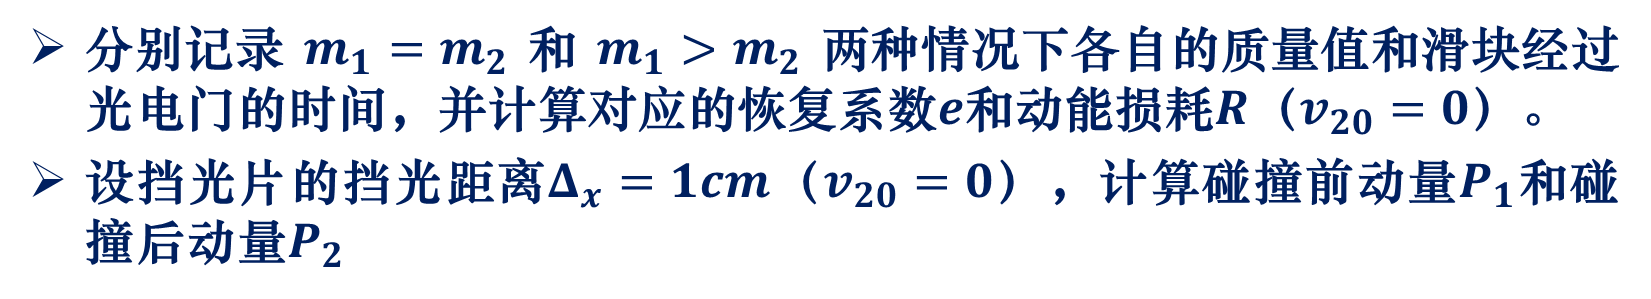 ➢ 分别记录 m₁ = m₂ 和 m₁ > m₂ 两种情况下各自的质量值和滑块经过
光电门的时间，并计算对应的恢复系数e和动能损耗R（v₂₀ = 0）。
➢ 设挡光片的挡光距离Δₓ = 1cm（v₂₀ = 0），计算碰撞前动量P₁和碰
撞后动量P₂